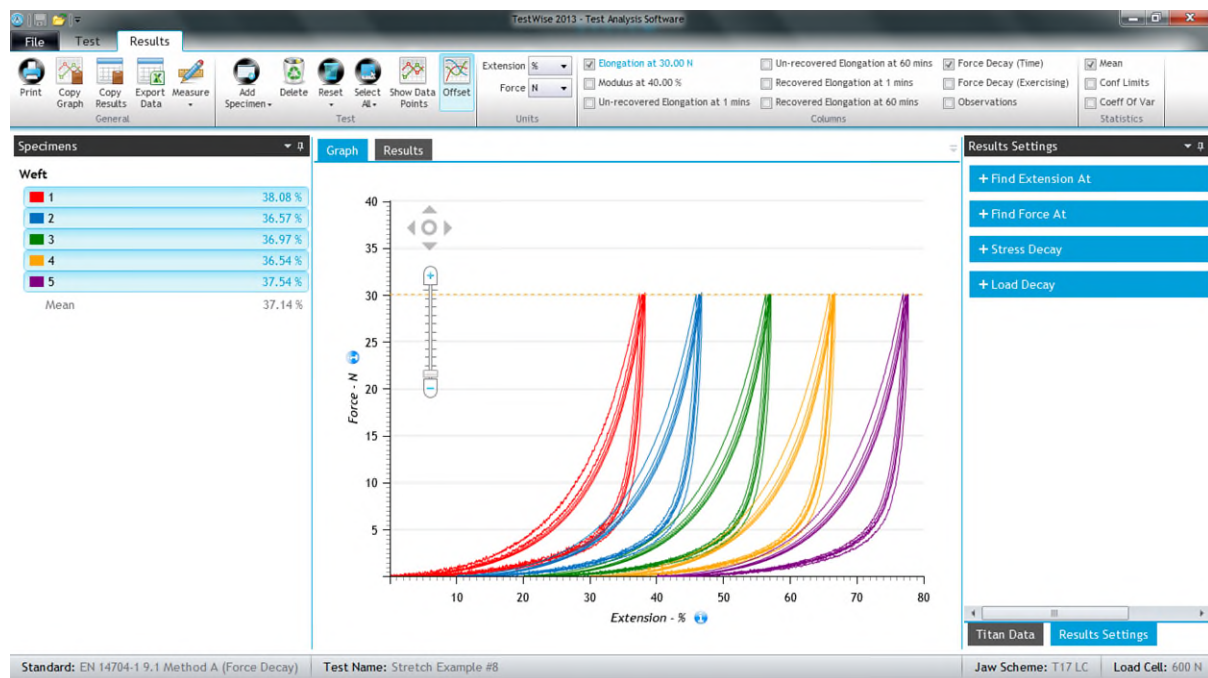 TestWise 2013 - Test Analysis Software
File Test Results
Print
Copy Graph
Copy Results
Export Data
Measure
General
Add Specimen
Delete
Reset
Select All
Show Data Points
Offset
Test
Extension %
Force N
Units
Elongation at 30.00 N
Modulus at 40.00 %
Un-recovered Elongation at 1 mins
Un-recovered Elongation at 60 mins
Recovered Elongation at 1 mins
Recovered Elongation at 60 mins
Force Decay (Time)
Force Decay (Exercising)
Observations
Columns
Mean
Conf Limits
Coeff Of Var
Statistics
Specimens
Weft
1 38.08 %
2 36.57 %
3 36.97 %
4 36.54 %
5 37.54 %
Mean 37.14 %
Graph Results
40
35
30
25
20
15
10
5
Force - N
10 20 30 40 50 60 70 80
Extension - %
Results Settings
+ Find Extension At
+ Find Force At
+ Stress Decay
+ Load Decay
Titan Data Results Settings
Standard: EN 14704-1 9.1 Method A (Force Decay) Test Name: Stretch Example #8 Jaw Scheme: T17 LC Load Cell: 600 N